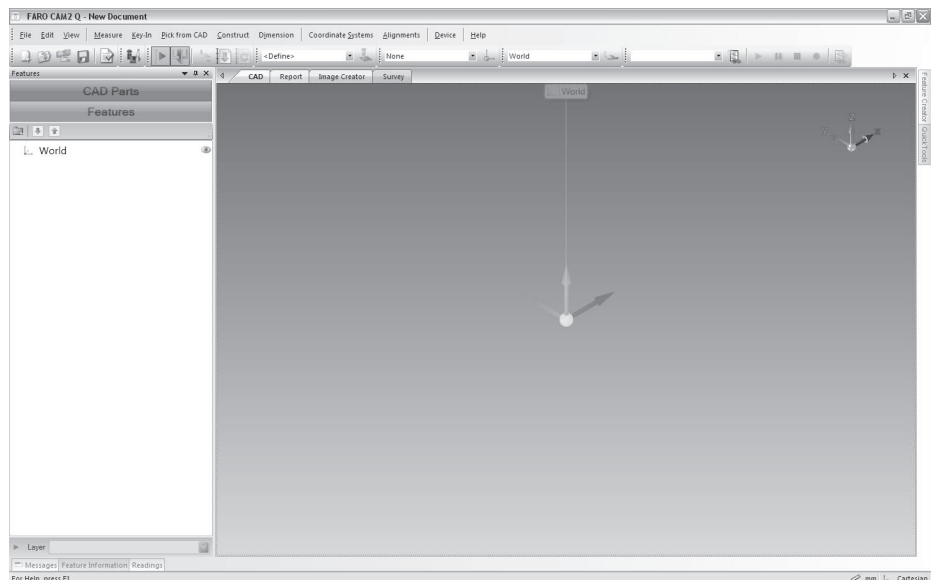 FARO CAM2 Q - New Document
File Edit View Measure Key-In Pick from CAD Construct Dimension Coordinate Systems Alignments Device Help
<Define> None World
Features
CAD Report Image Creator Survey
CAD Parts
Features
World
World
Z
Y X
Feature Creator
QuickTools
Layer
Messages Feature Information Readings
For Help, press F1
mm Cartesian